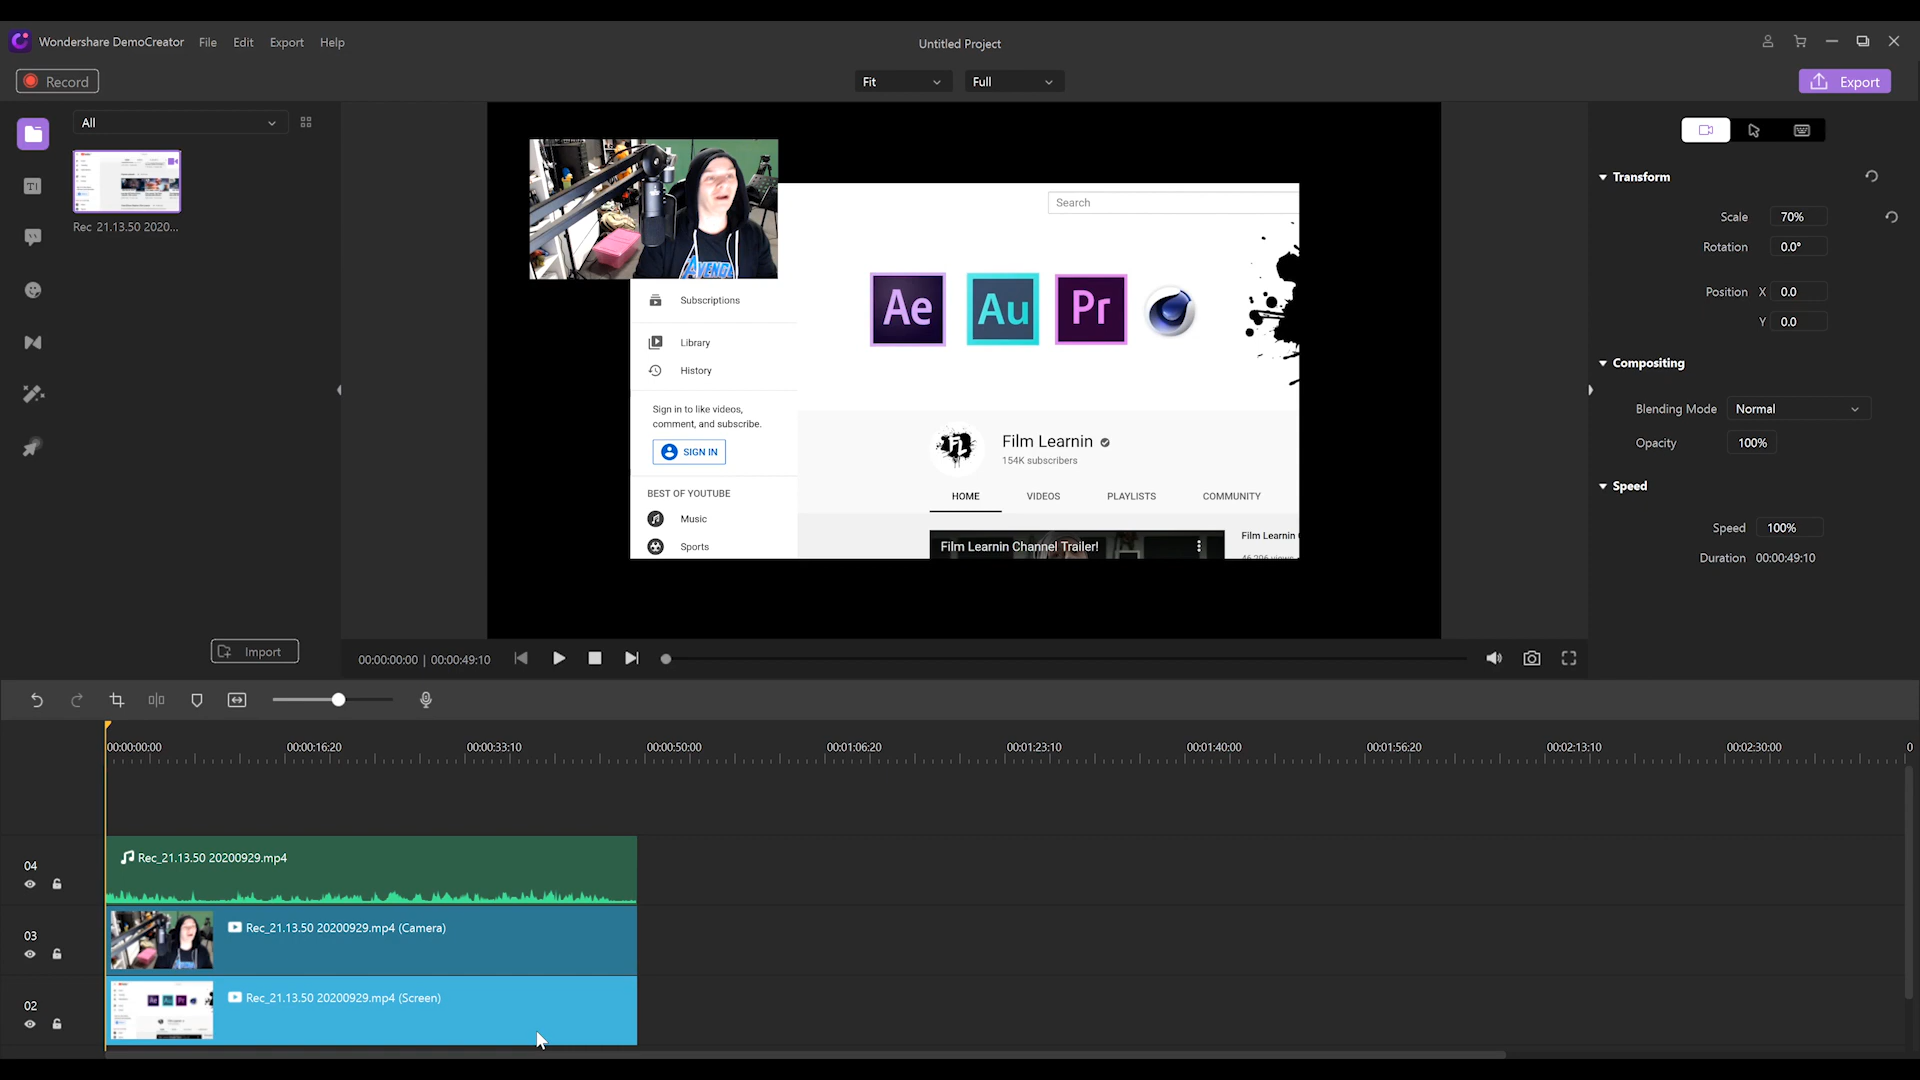 Wondershare DemoCreator File Edit Export Help
Untitled Project
Record
Fit
Full
Export
All
Rec_21.13.50 2020...
Import
AVENG
Search
Subscriptions
Library
History
Sign in to like videos,
comment, and subscribe.
SIGN IN
BEST OF YOUTUBE
Music
Sports
Ae
Au
Pr
FL
Film Learnin
154K subscribers
HOME VIDEOS PLAYLISTS COMMUNITY
Film Learnin Channel Trailer!
Film Learnin
46,296 views
Transform
Scale 70%
Rotation 0.0°
Position X 0.0
Y 0.0
Compositing
Blending Mode Normal
Opacity 100%
Speed
Speed 100%
Duration 00:00:49:10
00:00:00:00 | 00:00:49:10
00:00:00:00 00:00:16:20 00:00:33:10 00:00:50:00 00:01:06:20 00:01:23:10 00:01:40:00 00:01:56:20 00:02:13:10 00:02:30:00 0
04
Rec_21.13.50 20200929.mp4
03
Rec_21.13.50 20200929.mp4 (Camera)
02
Rec_21.13.50 20200929.mp4 (Screen)